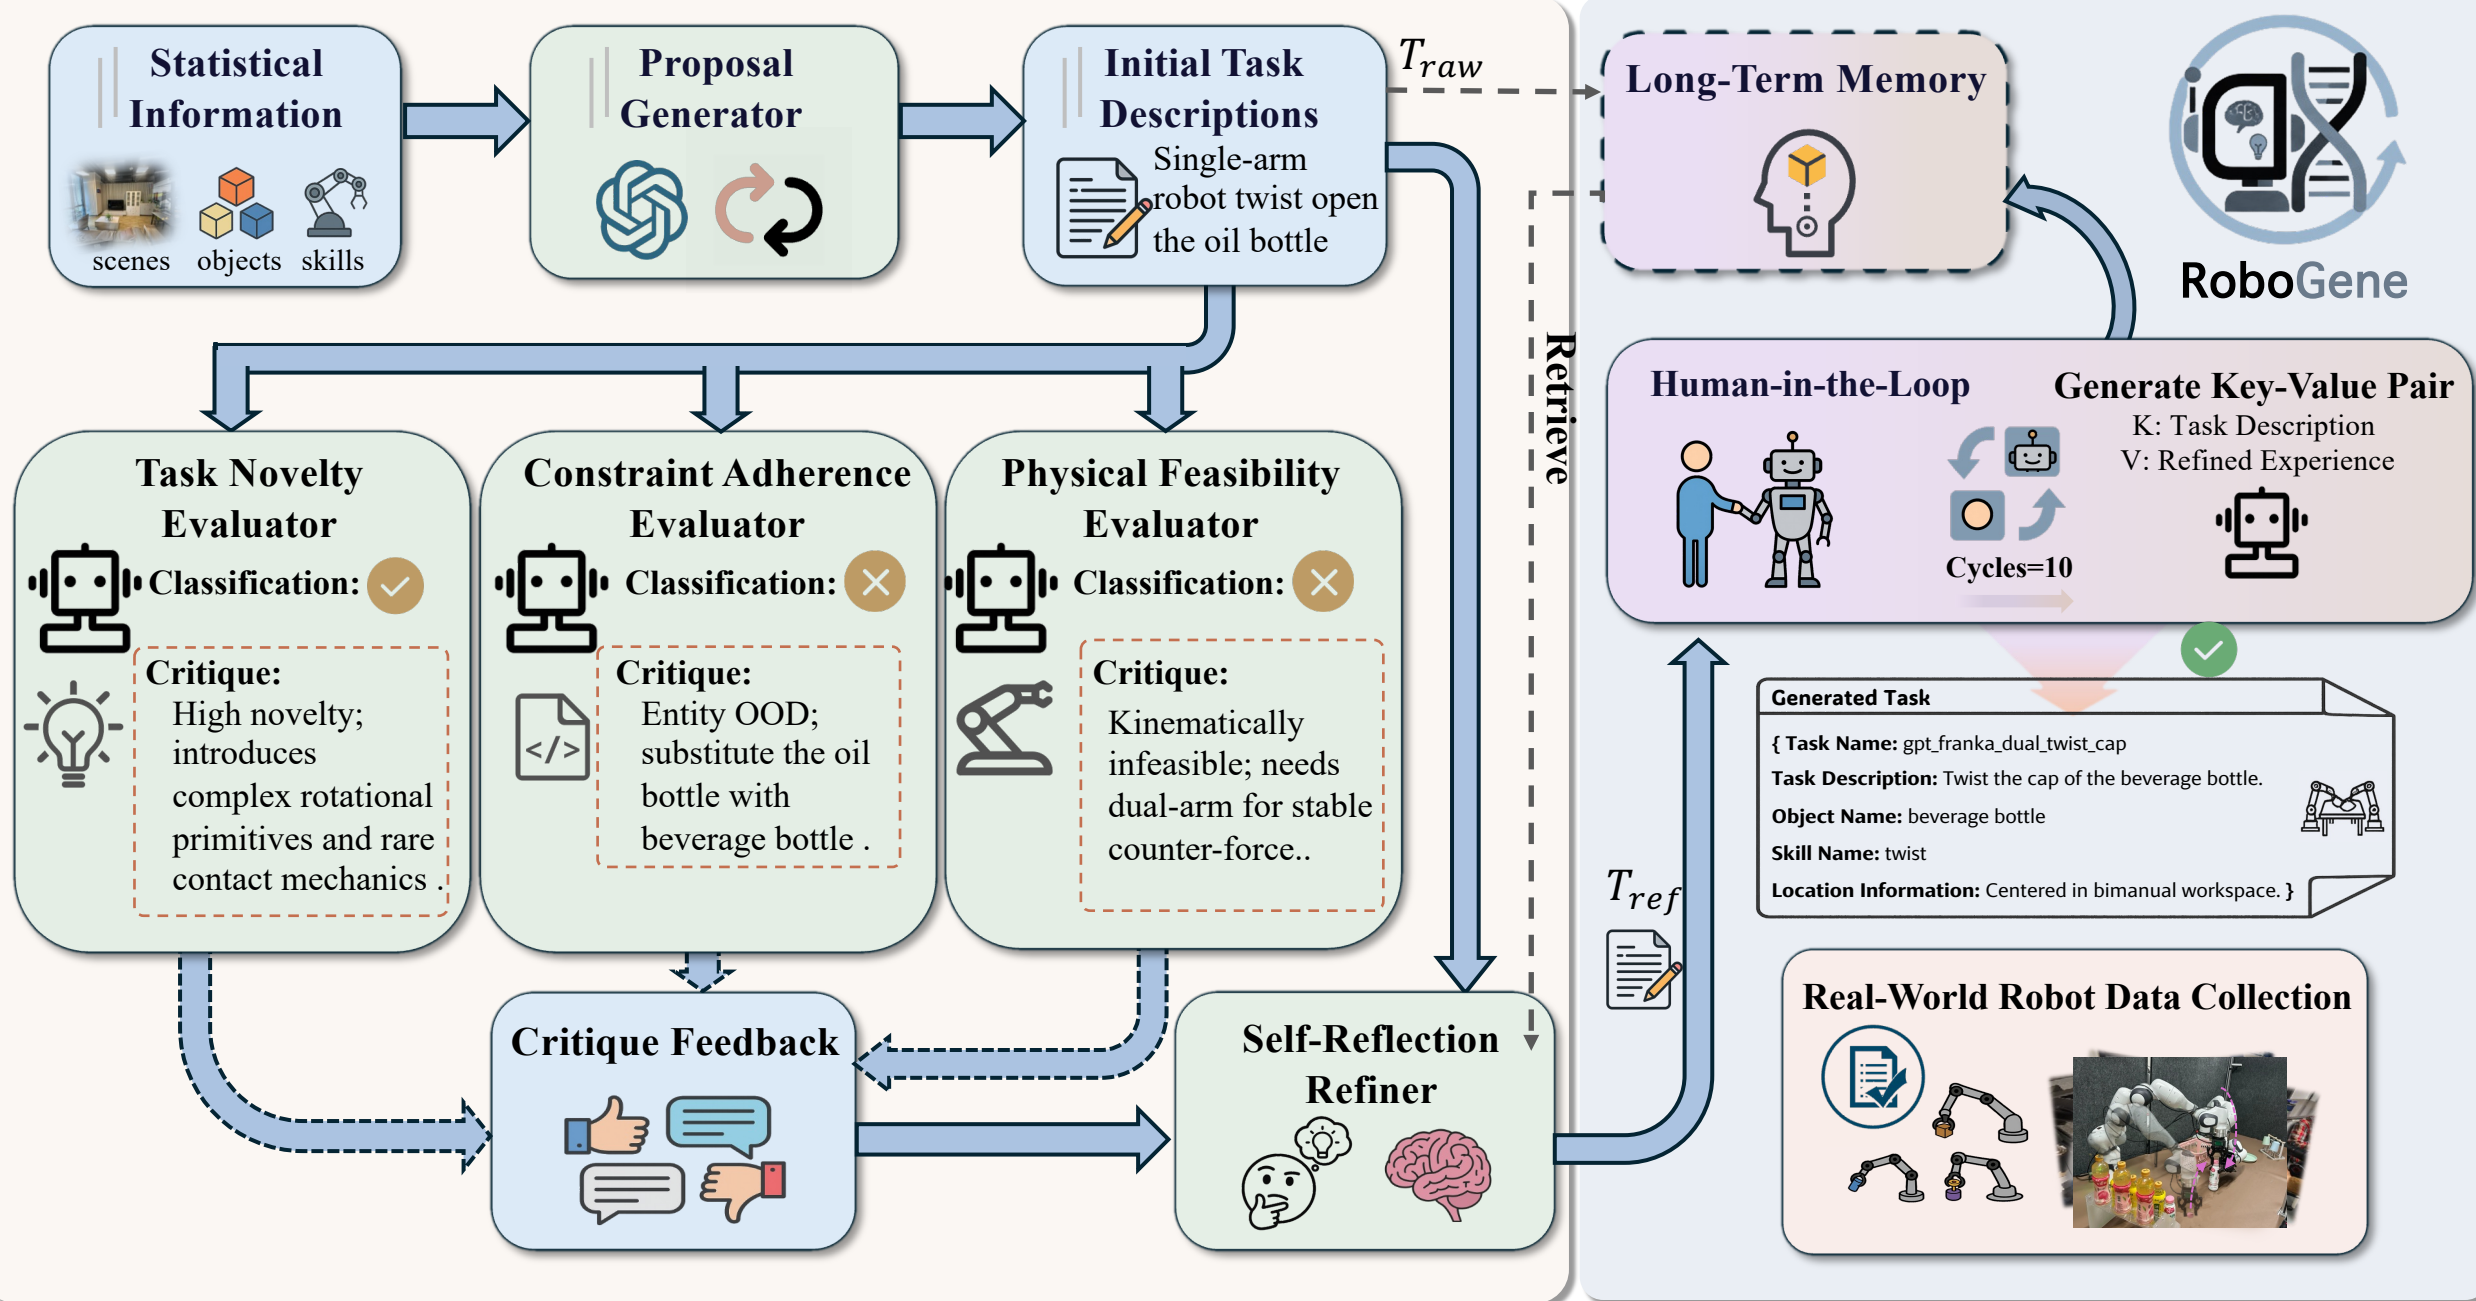 Statistical
Information
scenes objects skills
Proposal
Generator
Initial Task
Descriptions
Single-arm
robot twist open
the oil bottle
T_raw
Long-Term Memory
RoboGene
Retrieve
Task Novelty
Evaluator
Classification:
Critique:
High novelty;
introduces
complex rotational
primitives and rare
contact mechanics .
Constraint Adherence
Evaluator
Classification:
Critique:
Entity OOD;
substitute the oil
bottle with
beverage bottle .
</>
Physical Feasibility
Evaluator
Classification:
Critique:
Kinematically
infeasible; needs
dual-arm for stable
counter-force..
Critique Feedback
Self-Reflection
Refiner
T_ref
Human-in-the-Loop
Cycles=10
Generate Key-Value Pair
K: Task Description
V: Refined Experience
Generated Task
{ Task Name: gpt_franka_dual_twist_cap
Task Description: Twist the cap of the beverage bottle.
Object Name: beverage bottle
Skill Name: twist
Location Information: Centered in bimanual workspace. }
Real-World Robot Data Collection